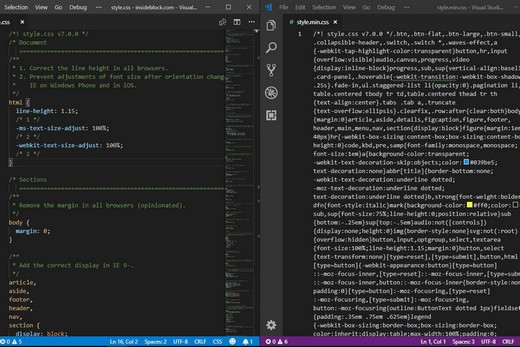 Selection View Go Debug ··· style.css - insideblock.com - Visual Stud...
ss
/*! style.css v7.0.0 */
/* Document
==================================================
/**
* 1. Correct the line height in all browsers.
* 2. Prevent adjustments of font size after orientation chang
IE on Windows Phone and in iOS.
*/
html {
line-height: 1.15;
/* 1 */
-ms-text-size-adjust: 100%;
/* 2 */
-webkit-text-size-adjust: 100%;
/* 2 */
}
/* Sections
==================================================
/**
* Remove the margin in all browsers (opinionated).
*/
body {
margin: 0;
}
/**
* Add the correct display in IE 9-.
*/
article,
aside,
footer,
header,
nav,
section {
display: block;
0 Ln 16, Col 2 Spaces: 2 UTF-8 CRLF CSS 1
File Edit Selection View Go Debug ··· style.min.css - Visual Studi...
style.min.css
1 /*! style.css v7.0.0 */.btn,.btn-flat,.btn-large,.btn-small,
.collapsible-header,.switch,.switch *,.waves-effect,a
{-webkit-tap-highlight-color:transparent}button,hr,input
{overflow:visible}audio,canvas,progress,video
{display:inline-block}progress,sub,sup{vertical-align:baseli
.card-panel,.hoverable{-webkit-transition:-webkit-box-shadow
.25s}.fade-in,ul.staggered-list li{opacity:0}.pagination li,
table.centered tbody tr td,table.centered thead tr th
{text-align:center}.tabs .tab a,.truncate
{text-overflow:ellipsis}.clearfix,.row:after{clear:both}body
{margin:0}article,aside,details,figcaption,figure,footer,
header,main,menu,nav,section{display:block}figure{margin:1em
40px}hr{-webkit-box-sizing:content-box;box-sizing:content-bo
height:0}code,kbd,pre,samp{font-family:monospace,monospace;
font-size:1em}a{background-color:transparent;
-webkit-text-decoration-skip:objects;color:#039be5;
text-decoration:none}abbr[title]{border-bottom:none;
-webkit-text-decoration:underline dotted;
-moz-text-decoration:underline dotted;
text-decoration:underline dotted}b,strong{font-weight:bolder
dfn{font-style:italic}mark{background-color:#ff0;color:
sub,sup{font-size:75%;line-height:0;position:relative}sub
{bottom:-.25em}sup{top:-.5em}audio:not([controls])
{display:none;height:0}img{border-style:none}svg:not(:root)
{overflow:hidden}button,input,optgroup,select,textarea
{font-size:100%;line-height:1.15;margin:0}button,select
{text-transform:none}[type=reset],[type=submit],button,html
[type=button]{-webkit-appearance:button}[type=button]
::-moz-focus-inner,[type=reset]::-moz-focus-inner,[type=subm
::-moz-focus-inner,button::-moz-focus-inner{border-style:none
padding:0}[type=button]:-moz-focusring,[type=reset]
:-moz-focusring,[type=submit]:-moz-focusring,
button:-moz-focusring{outline:ButtonText dotted 1px}fieldset
{padding:.35em .75em .625em}legend
{-webkit-box-sizing:border-box;box-sizing:border-box;
color:inherit;display:table;max-width:100%;padding:0;
0 0 Ln 1, Col 1 Spaces: 4 UTF-8 CRLF